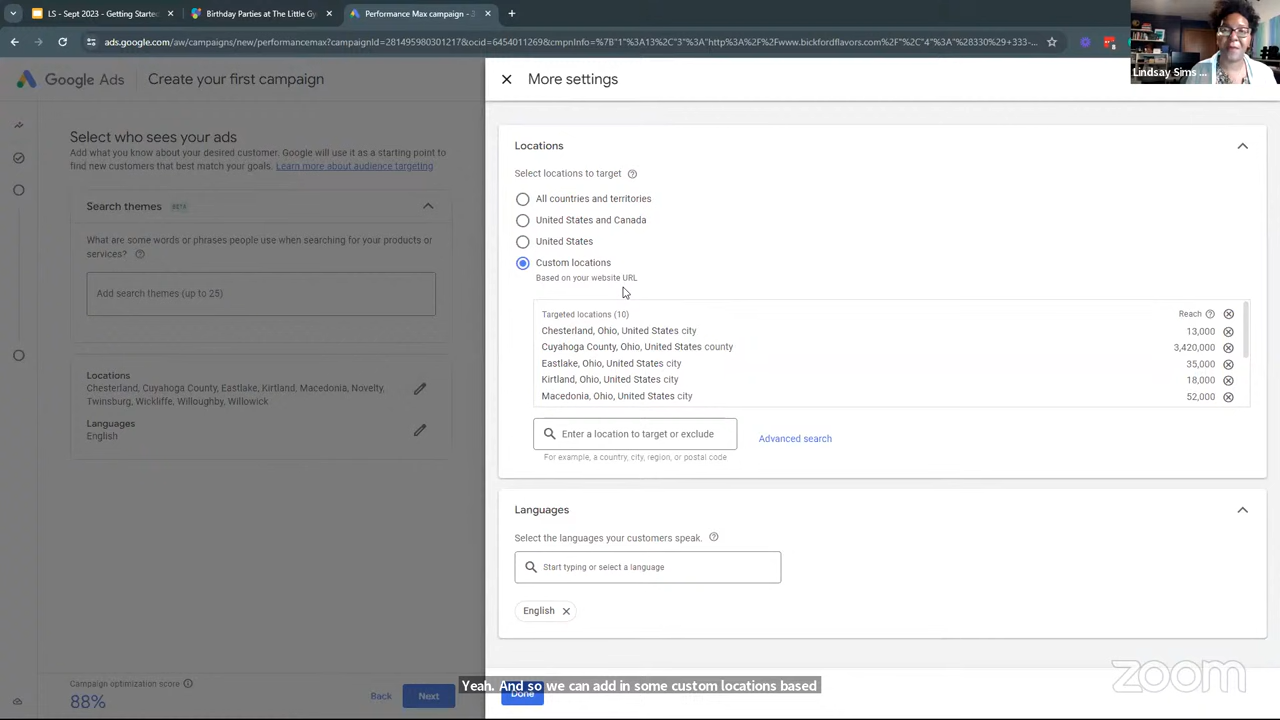 LS - Sept 2023 - Getting Started
Birthday Parties at The Little Gy
Performance Max campaign - 3
ads.google.com/aw/campaigns/new/performancemax?campaignId=281495980301217&ocid=6454011269&cmpnInfo=%7B"1"%3A13%2C"3"%3A"http%3A%2F%2Fwww.bickfordflavors.com%2F"%2C"4"%3A"%28330%29+333-...
Google Ads
Create your first campaign
More settings
Lindsay Sims ...
Select who sees your ads
Add what you know about your desired customer. Google will use it as a starting point to
find new customers that best match your goals. Learn more about audience targeting
Search themes BETA
What are some words or phrases people use when searching for your products or
services?
Add search themes (up to 25)
Locations
Chesterland, Cuyahoga County, Eastlake, Kirtland, Macedonia, Novelty,
Twinsburg, Wickliffe, Willoughby, Willowick
Languages
English
Campaign optimization score
88%
Back
Next
Locations
Select locations to target
All countries and territories
United States and Canada
United States
Custom locations
Based on your website URL
Targeted locations (10) Reach
Chesterland, Ohio, United States city 13,000
Cuyahoga County, Ohio, United States county 3,420,000
Eastlake, Ohio, United States city 35,000
Kirtland, Ohio, United States city 18,000
Macedonia, Ohio, United States city 52,000
Enter a location to target or exclude
Advanced search
For example, a country, city, region, or postal code
Languages
Select the languages your customers speak.
Start typing or select a language
English
Done
Yeah. And so we can add in some custom locations based
zoom